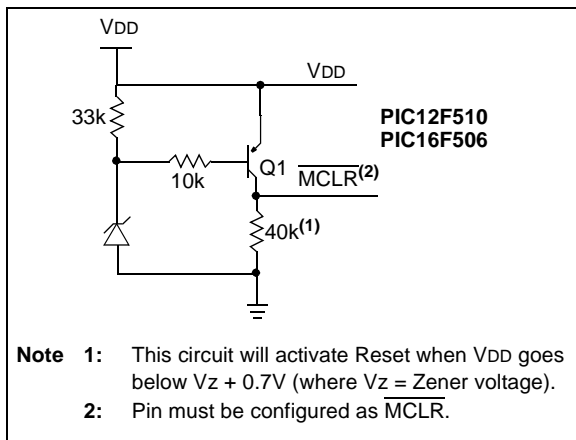 VDD
VDD
33k
PIC12F510
PIC16F506
10k
Q1
MCLR(2)
40k(1)
Note 1: This circuit will activate Reset when VDD goes
below Vz + 0.7V (where Vz = Zener voltage).
2: Pin must be configured as MCLR.